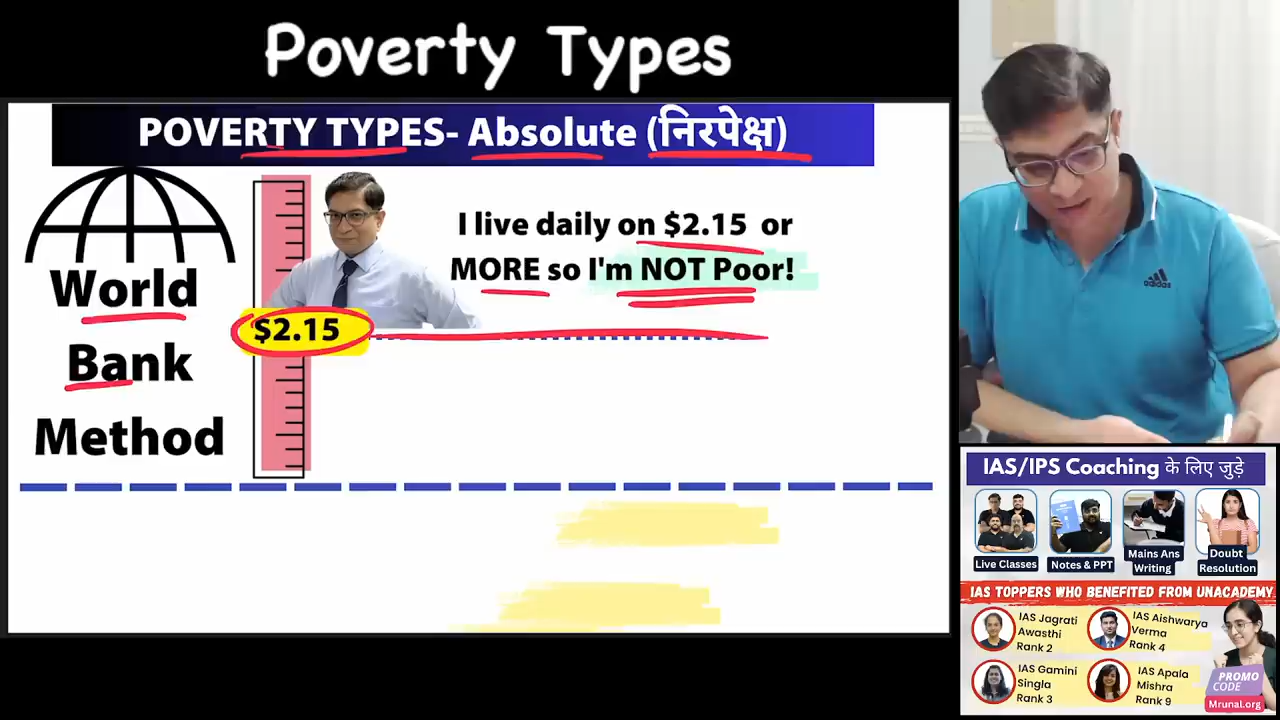 Poverty Types
POVERTY TYPES- Absolute (निरपेक्ष)
World
Bank
Method
$2.15
I live daily on $2.15 or
MORE so I'm NOT Poor!
adidas
IAS/IPS Coaching के लिए जुड़े
Live Classes
Notes & PPT
Mains Ans
Writing
Doubt
Resolution
IAS TOPPERS WHO BENEFITED FROM UNACADEMY
IAS Jagrati
Awasthi
Rank 2
IAS Aishwarya
Verma
Rank 4
IAS Gamini
Singla
Rank 3
IAS Apala
Mishra
Rank 9
PROMO
CODE
Mrunal.org